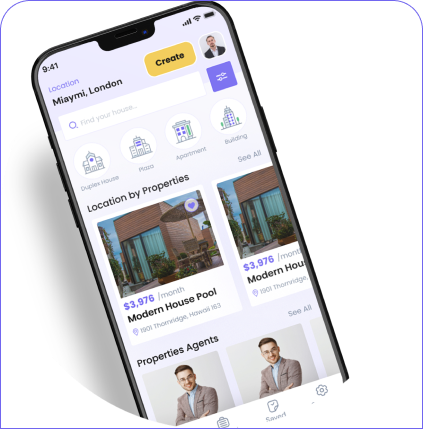 9:41
Location
Miaymi, London
Create
Find your house...
Duplex House
Plaza
Apartment
Building
Location by Properties
See All
$3,976 /month
Modern House Pool
1901 Thornridge, Hawaii 163
$3,976 /month
Modern Hou
1901 Thornridge,
Properties Agents
See All
Saved